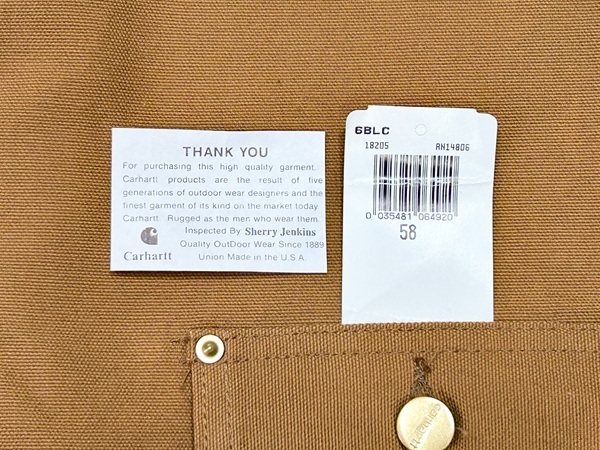 THANK YOU
For purchasing this high quality garment.
Carhartt products are the result of five
generations of outdoor wear designers and the
finest garment of its kind on the market today
Carhartt. Rugged as the men who wear them.
Inspected By Sherry Jenkins
Quality OutDoor Wear Since 1889
Carhartt Union Made in the U.S.A.
6BLC
18205 RN14806
0 035481 064920
58